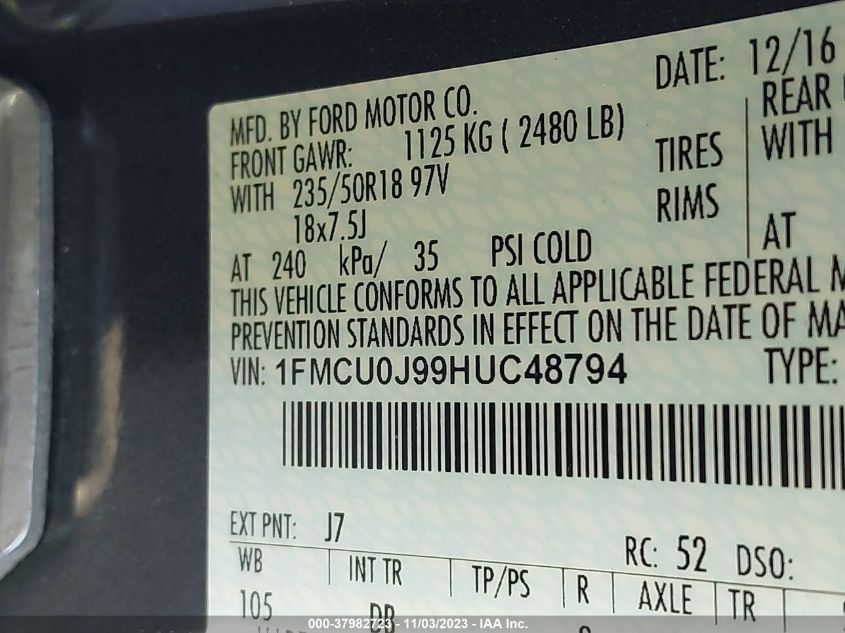 DATE: 12/16
MFD. BY FORD MOTOR CO.
FRONT GAWR: 1125 KG ( 2480 LB)
REAR
WITH 235/50R18 97V TIRES WITH
18x7.5J RIMS
AT 240 kPa/ 35 PSI COLD AT
THIS VEHICLE CONFORMS TO ALL APPLICABLE FEDERAL M
PREVENTION STANDARDS IN EFFECT ON THE DATE OF MA
VIN: 1FMCU0J99HUC48794 TYPE:
EXT PNT: J7 RC: 52 DSO:
WB INT TR TP/PS R AXLE TR
105 DB
000-37982723 - 11/03/2023 - IAA Inc.